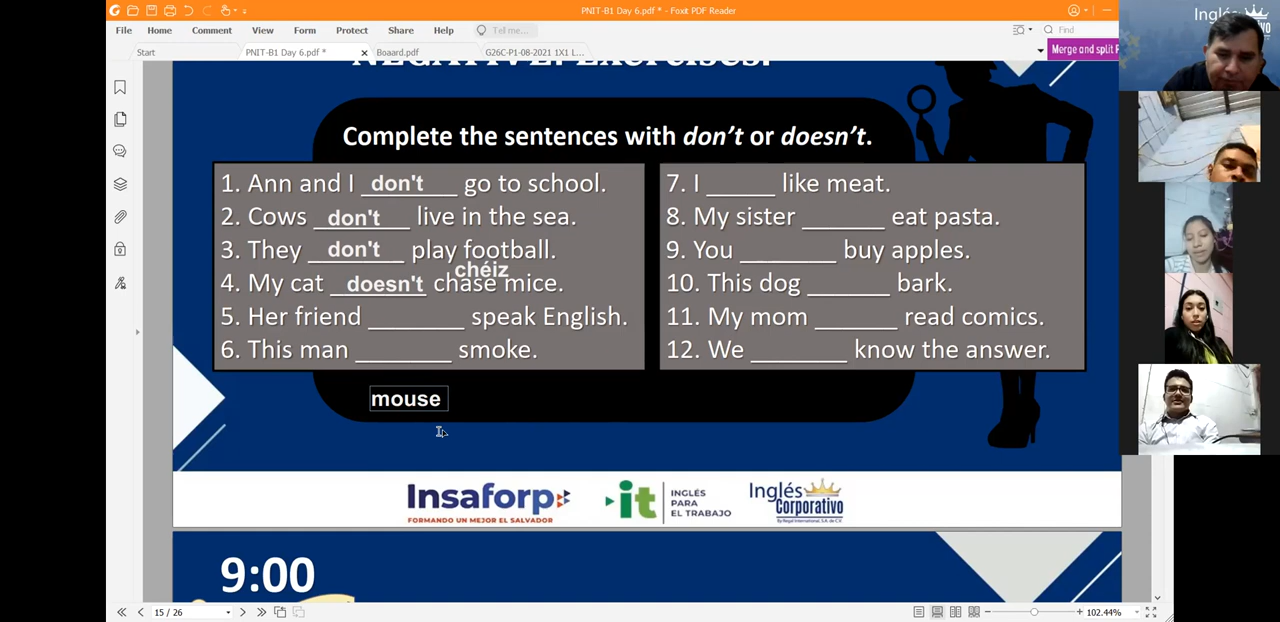 PNIT-B1 Day 6.pdf * - Foxit PDF Reader
File Home Comment View Form Protect Share Help Tell me... Find
Start PNIT-B1 Day 6.pdf * Boaard.pdf G26C-P1-08-2021 1X1 L... Merge and split P
NEGATIVE: EXERCISES.
Complete the sentences with don't or doesn't.
1. Ann and I don't go to school.
2. Cows don't live in the sea.
3. They don't play football.
chéiz
4. My cat doesn't chase mice.
5. Her friend ________ speak English.
6. This man ________ smoke.
7. I ______ like meat.
8. My sister _______ eat pasta.
9. You ________ buy apples.
10. This dog _______ bark.
11. My mom _______ read comics.
12. We ________ know the answer.
mouse
Insaforp
FORMANDO UN MEJOR EL SALVADOR
it INGLÉS
PARA
EL TRABAJO
Inglés
Corporativo
By Regal International, S.A. de C.V.
9:00
15 / 26
102.44%
Inglés